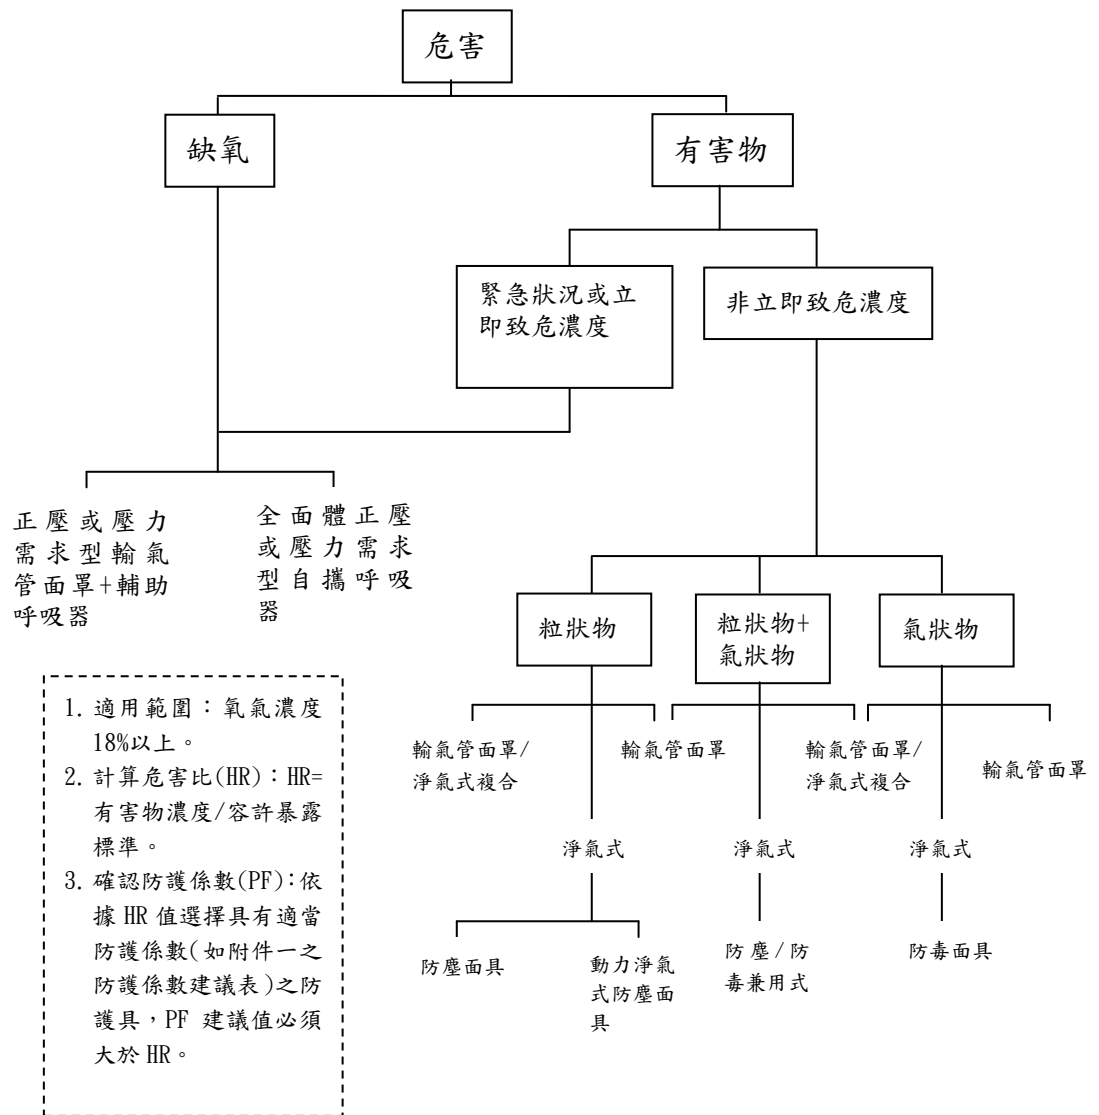 危害
缺氧
有害物
緊急狀況或立
即致危濃度
非立即致危濃度
正壓或壓力
需求型輸氣
管面罩+輔助
呼吸器
全面體正壓
或壓力需求
型自攜呼吸
器
粒狀物
粒狀物+
氣狀物
氣狀物
輸氣管面罩/
淨氣式複合
輸氣管面罩
輸氣管面罩/
淨氣式複合
輸氣管面罩
淨氣式
淨氣式
淨氣式
防塵面具
動力淨氣
式防塵面
具
防塵/防
毒兼用式
防毒面具
1. 適用範圍：氧氣濃度
18%以上。
2. 計算危害比(HR)：HR=
有害物濃度/容許暴露
標準。
3. 確認防護係數(PF)：依
據 HR 值選擇具有適當
防護係數(如附件一之
防護係數建議表)之防
護具，PF 建議值必須
大於 HR。